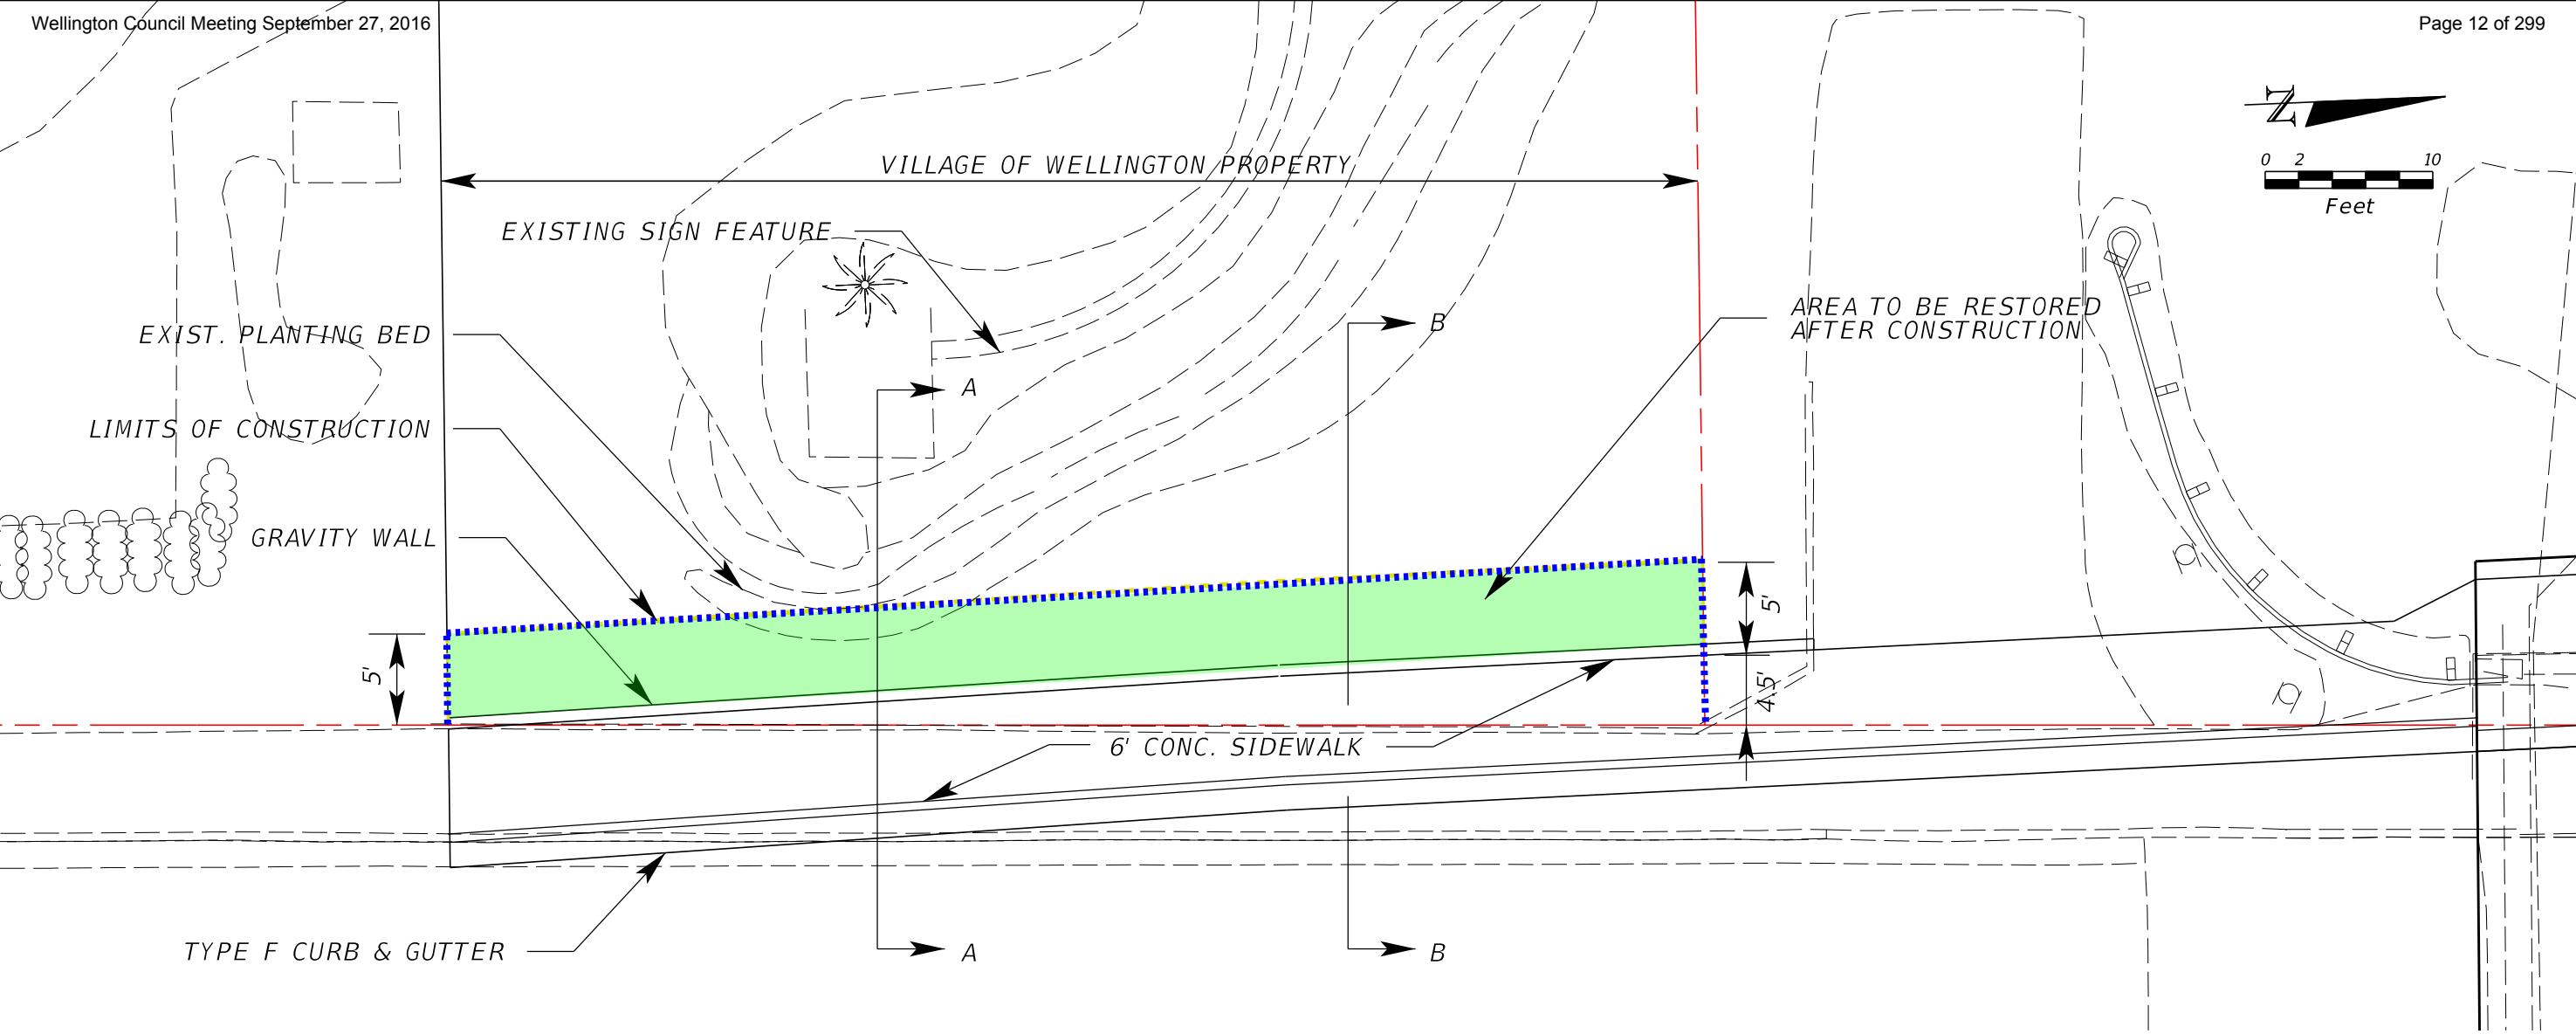 Wellington Council Meeting September 27, 2016
Page 12 of 299
N
0 2 10
Feet
VILLAGE OF WELLINGTON PROPERTY
EXISTING SIGN FEATURE
AREA TO BE RESTORED
AFTER CONSTRUCTION
EXIST. PLANTING BED
B
A
LIMITS OF CONSTRUCTION
GRAVITY WALL
5'
5'
4.5'
6' CONC. SIDEWALK
TYPE F CURB & GUTTER
A
B